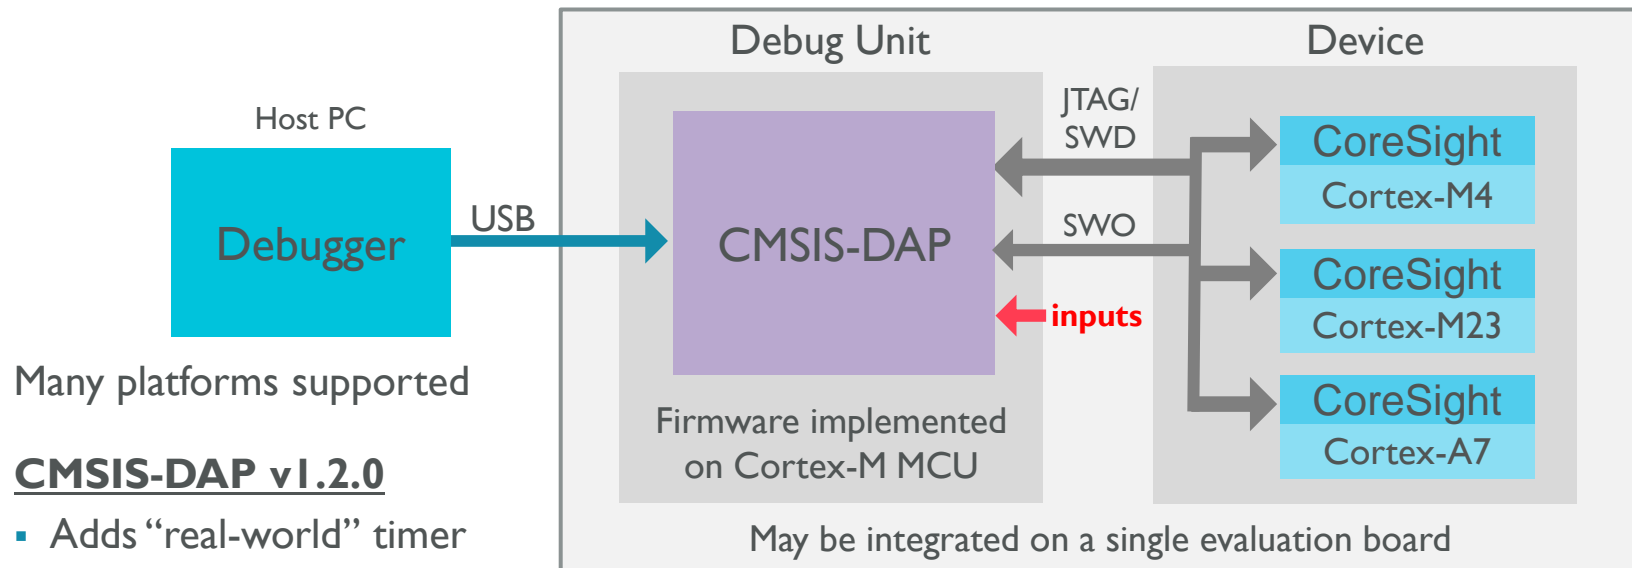 Debug Unit
Device
Host PC
Debugger
USB
CMSIS-DAP
JTAG/
SWD
SWO
inputs
CoreSight
Cortex-M4
CoreSight
Cortex-M23
CoreSight
Cortex-A7
Firmware implemented
on Cortex-M MCU
May be integrated on a single evaluation board
Many platforms supported
CMSIS-DAP v1.2.0
▪ Adds “real-world” timer